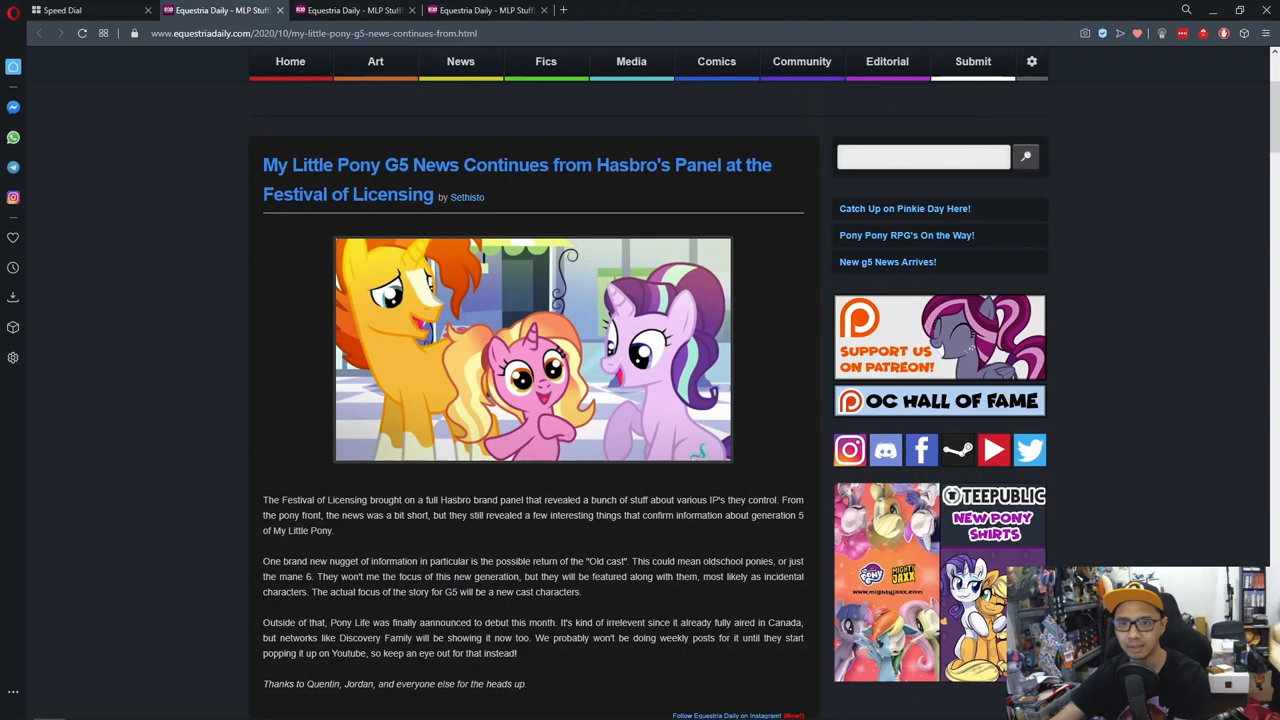 Speed Dial
Equestria Daily - MLP Stuff!
Equestria Daily - MLP Stuff!
Equestria Daily - MLP Stuff!
www.equestriadaily.com/2020/10/my-little-pony-g5-news-continues-from.html
Home
Art
News
Fics
Media
Comics
Community
Editorial
Submit
My Little Pony G5 News Continues from Hasbro's Panel at the
Festival of Licensing by Sethisto
The Festival of Licensing brought on a full Hasbro brand panel that revealed a bunch of stuff about various IP's they control. From
the pony front, the news was a bit short, but they still revealed a few interesting things that confirm information about generation 5
of My Little Pony.
One brand new nugget of information in particular is the possible return of the "Old cast". This could mean oldschool ponies, or just
the mane 6. They won't me the focus of this new generation, but they will be featured along with them, most likely as incidental
characters. The actual focus of the story for G5 will be a new cast characters.
Outside of that, Pony Life was finally aannounced to debut this month. It's kind of irrelevent since it already fully aired in Canada,
but networks like Discovery Family will be showing it now too. We probably won't be doing weekly posts for it until they start
popping it up on Youtube, so keep an eye out for that instead!
Thanks to Quentin, Jordan, and everyone else for the heads up.
Follow Equestria Daily on Instagram! (Now!)
Catch Up on Pinkie Day Here!
Pony Pony RPG's On the Way!
New g5 News Arrives!
SUPPORT US
ON PATREON!
OC HALL OF FAME
MIGHTY
JAXX
www.mightyjaxx.com
TEEPUBLIC
NEW PONY
SHIRTS